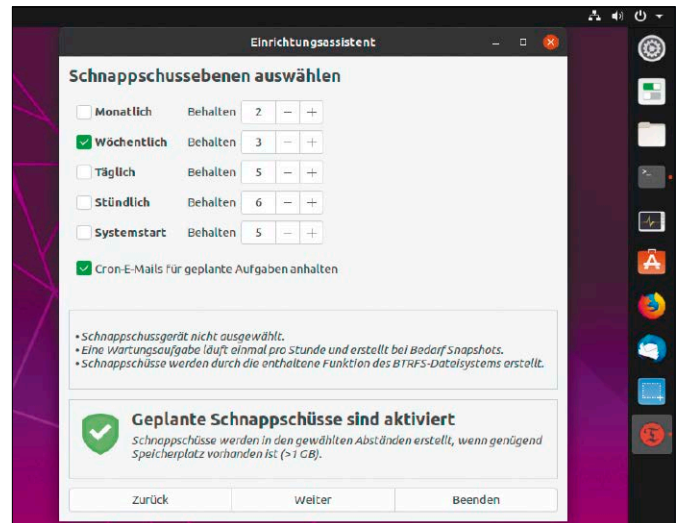 Einrichtungsassistent
Schnappschussebenen auswählen
Monatlich Behalten 2 − +
Wöchentlich Behalten 3 − +
Täglich Behalten 5 − +
Stündlich Behalten 6 − +
Systemstart Behalten 5 − +
Cron-E-Mails für geplante Aufgaben anhalten
• Schnappschussgerät nicht ausgewählt.
• Eine Wartungsaufgabe läuft einmal pro Stunde und erstellt bei Bedarf Snapshots.
• Schnappschüsse werden durch die enthaltene Funktion des BTRFS-Dateisystems erstellt.
Geplante Schnappschüsse sind aktiviert
Schnappschüsse werden in den gewählten Abständen erstellt, wenn genügend
Speicherplatz vorhanden ist (>1 GB).
Zurück Weiter Beenden